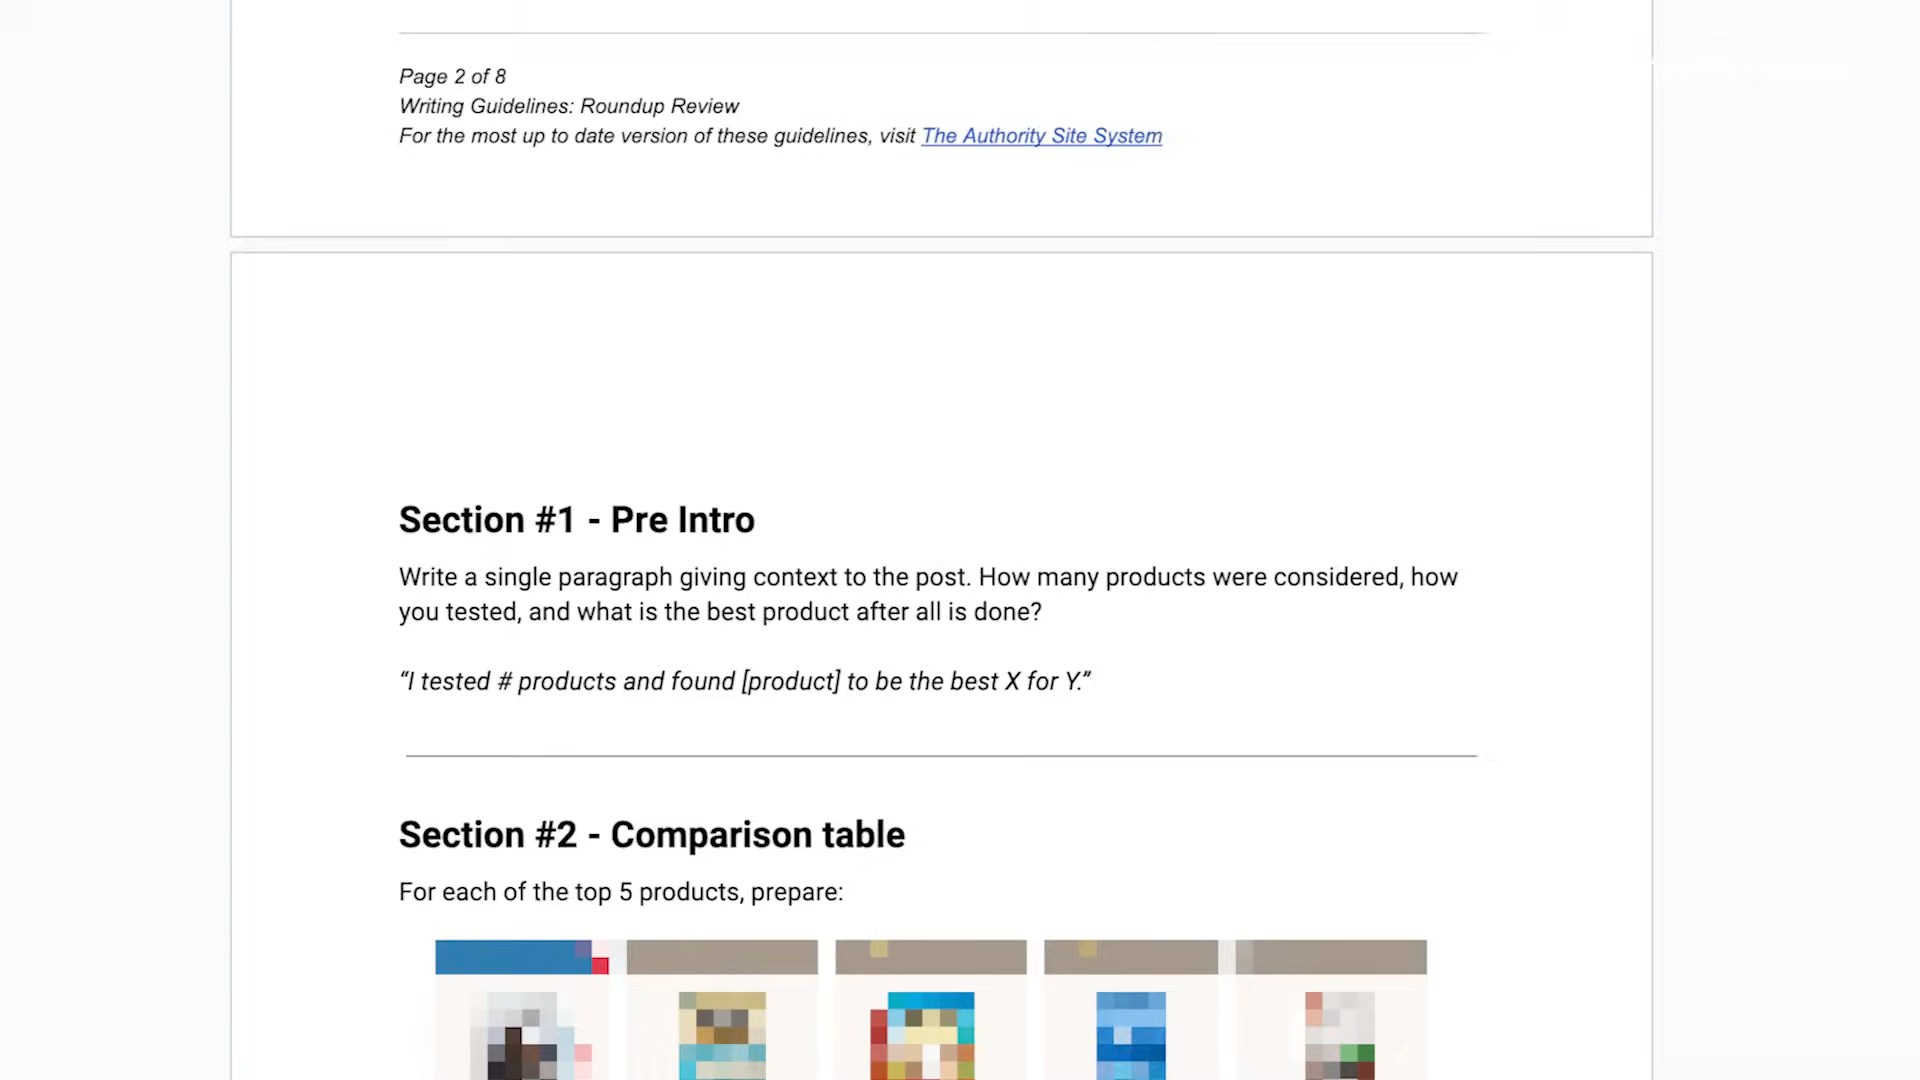 Page 2 of 8
Writing Guidelines: Roundup Review
For the most up to date version of these guidelines, visit The Authority Site System
Section #1 - Pre Intro
Write a single paragraph giving context to the post. How many products were considered, how
you tested, and what is the best product after all is done?
“I tested # products and found [product] to be the best X for Y.”
Section #2 - Comparison table
For each of the top 5 products, prepare: